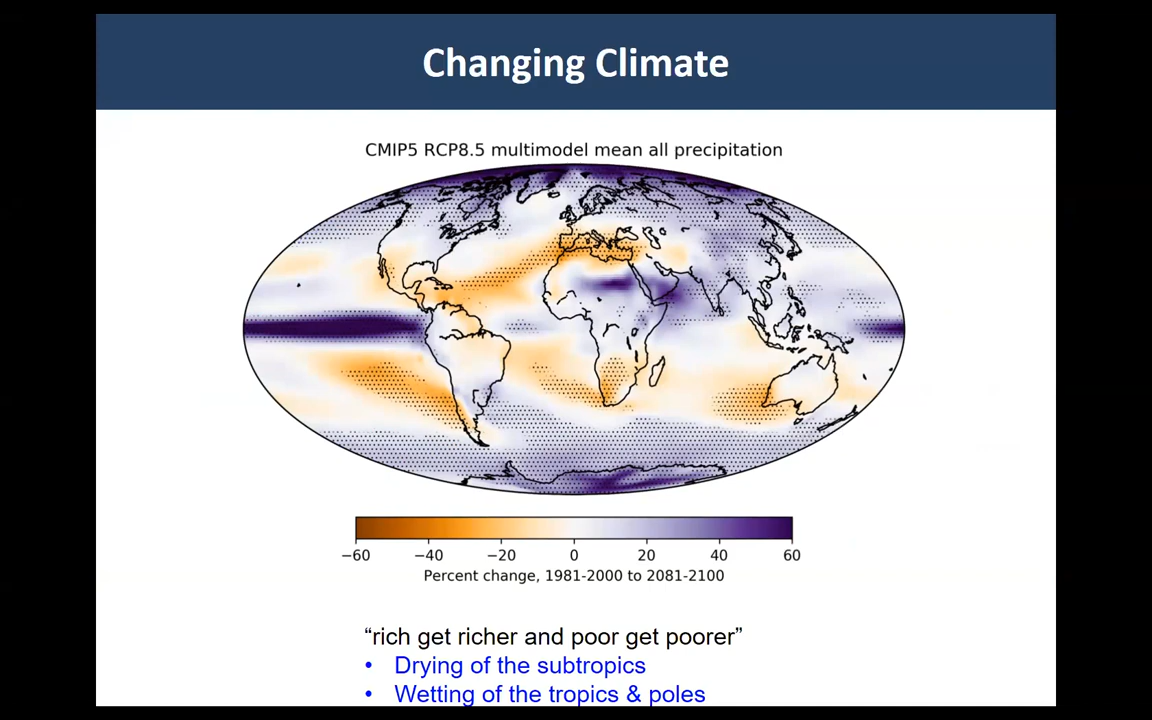 Changing Climate
CMIP5 RCP8.5 multimodel mean all precipitation
−60 −40 −20 0 20 40 60
Percent change, 1981-2000 to 2081-2100
“rich get richer and poor get poorer”
• Drying of the subtropics
• Wetting of the tropics & poles